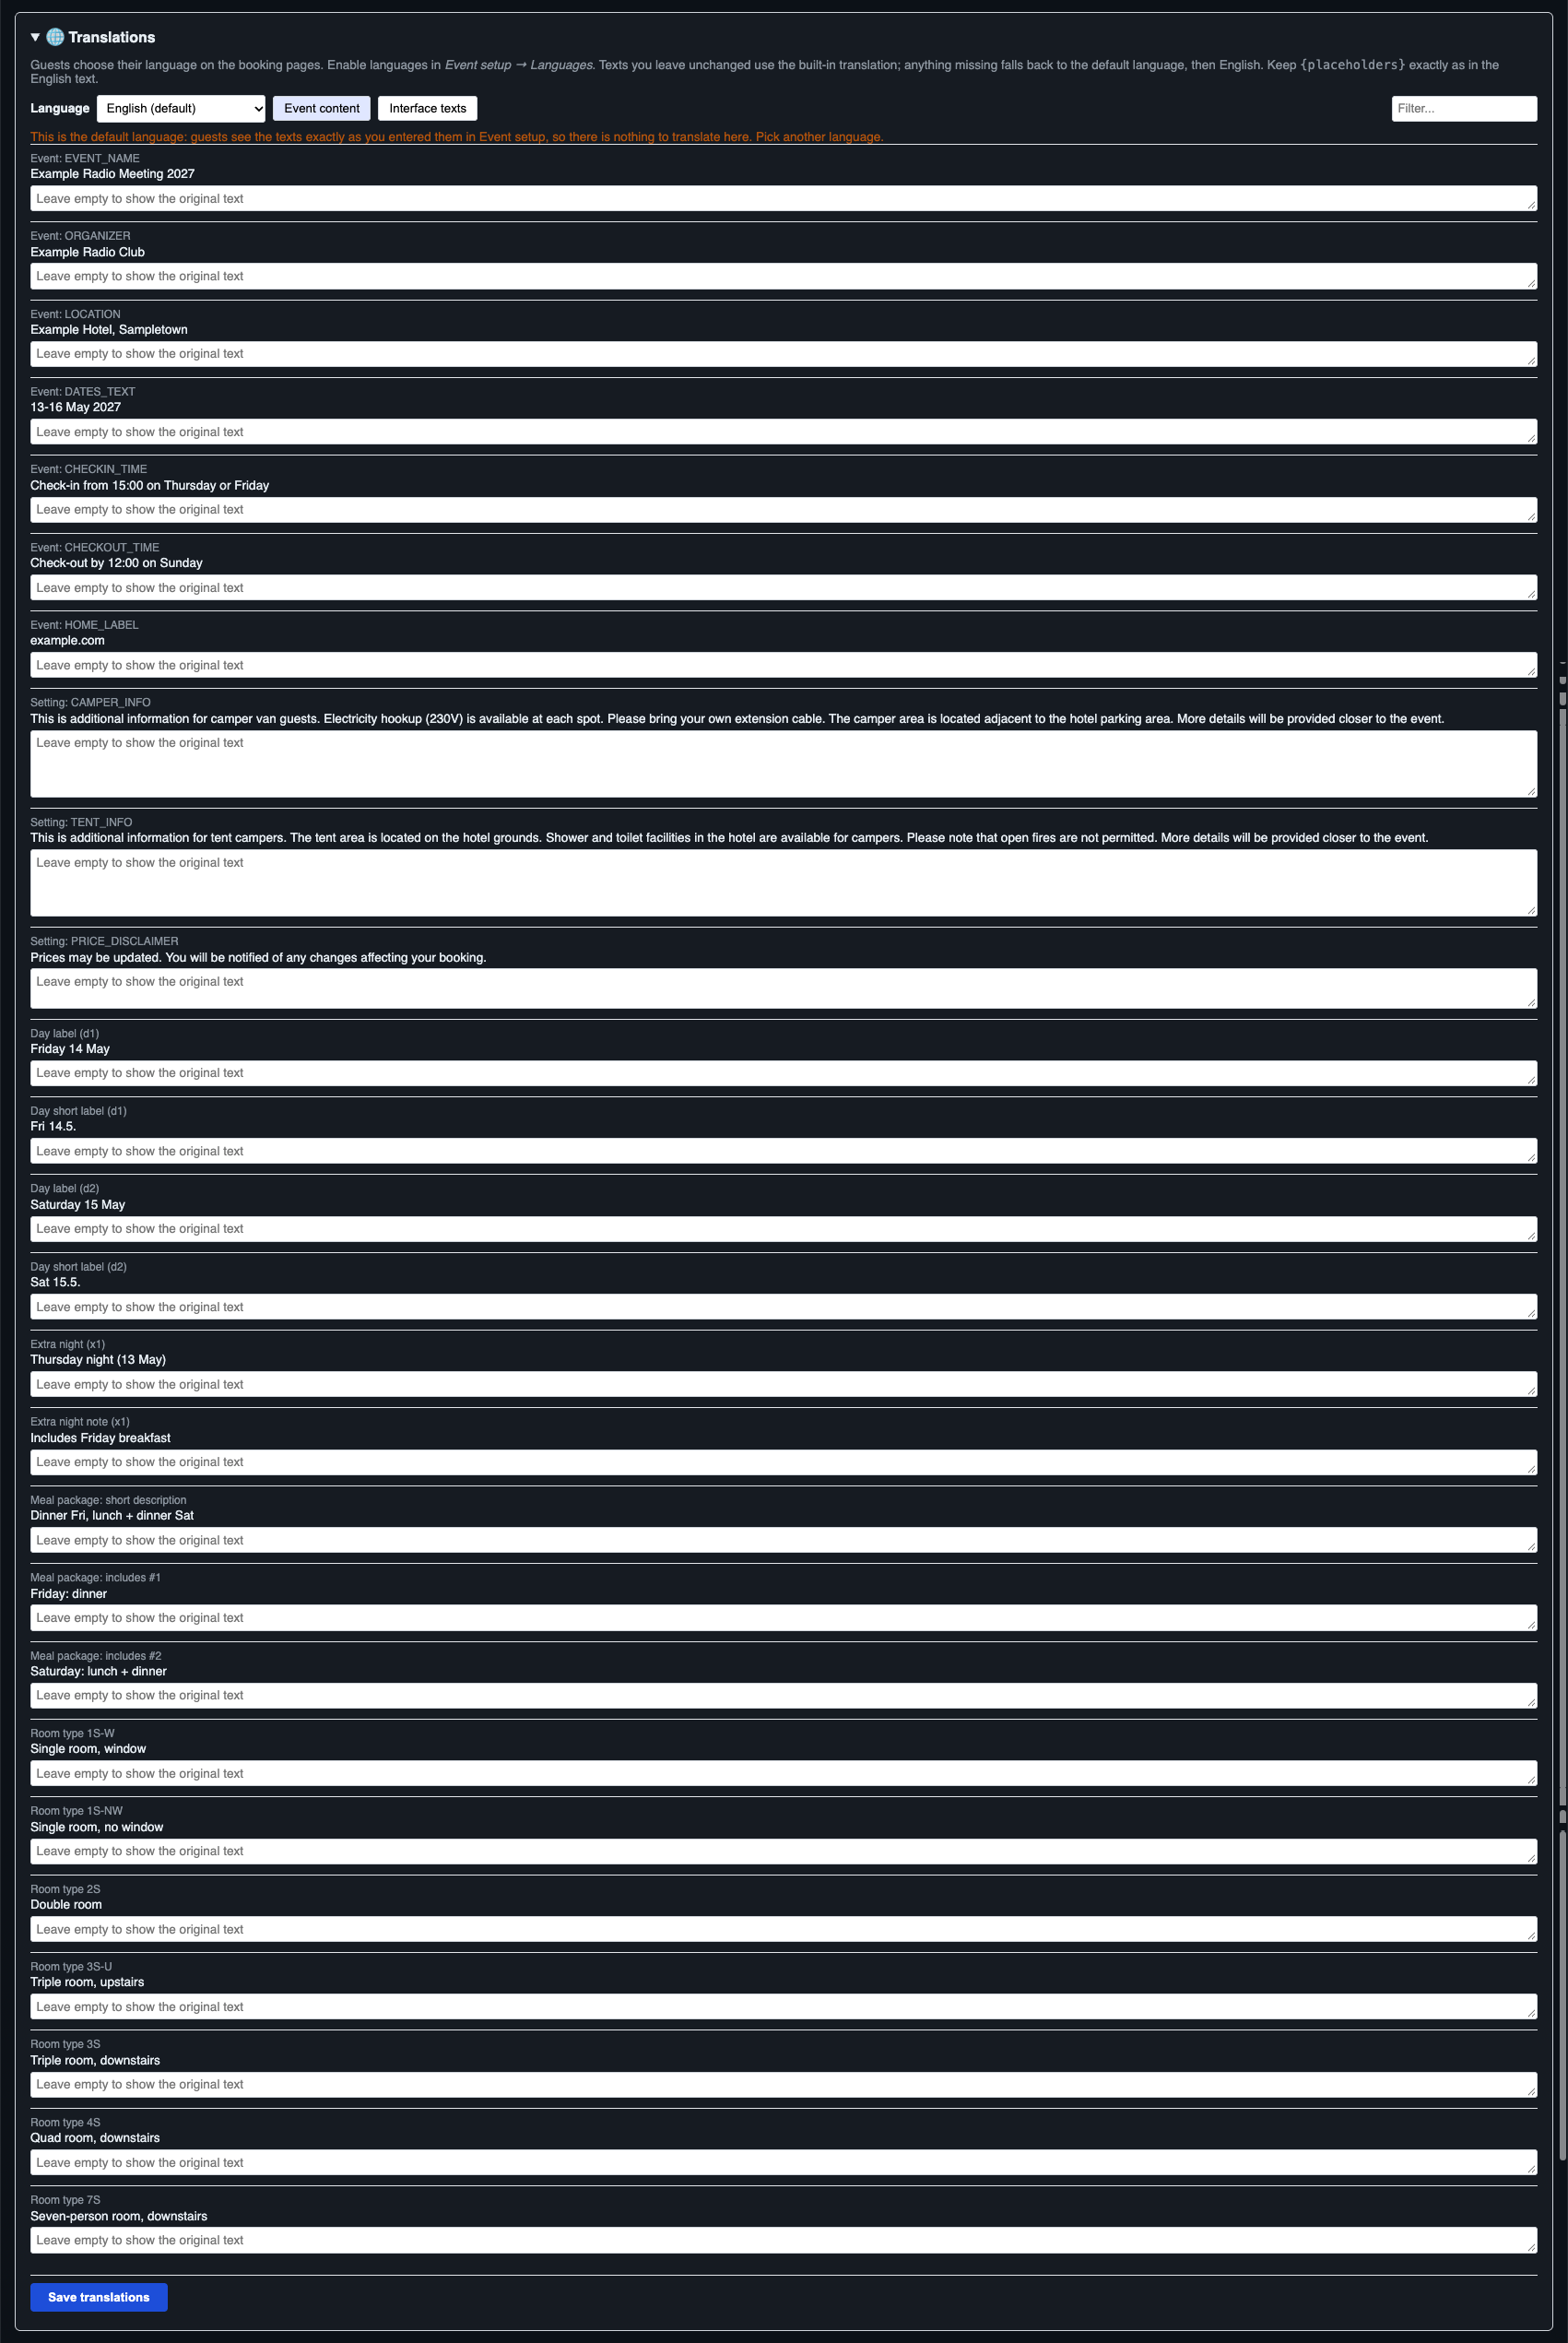 ▼ 🌐 Translations
Guests choose their language on the booking pages. Enable languages in Event setup → Languages. Texts you leave unchanged use the built-in translation; anything missing falls back to the default language, then English. Keep {placeholders} exactly as in the
English text.
Language English (default) Event content Interface texts Filter...
This is the default language: guests see the texts exactly as you entered them in Event setup, so there is nothing to translate here. Pick another language.
Event: EVENT_NAME
Example Radio Meeting 2027
Leave empty to show the original text
Event: ORGANIZER
Example Radio Club
Leave empty to show the original text
Event: LOCATION
Example Hotel, Sampletown
Leave empty to show the original text
Event: DATES_TEXT
13-16 May 2027
Leave empty to show the original text
Event: CHECKIN_TIME
Check-in from 15:00 on Thursday or Friday
Leave empty to show the original text
Event: CHECKOUT_TIME
Check-out by 12:00 on Sunday
Leave empty to show the original text
Event: HOME_LABEL
example.com
Leave empty to show the original text
Setting: CAMPER_INFO
This is additional information for camper van guests. Electricity hookup (230V) is available at each spot. Please bring your own extension cable. The camper area is located adjacent to the hotel parking area. More details will be provided closer to the event.
Leave empty to show the original text
Setting: TENT_INFO
This is additional information for tent campers. The tent area is located on the hotel grounds. Shower and toilet facilities in the hotel are available for campers. Please note that open fires are not permitted. More details will be provided closer to the event.
Leave empty to show the original text
Setting: PRICE_DISCLAIMER
Prices may be updated. You will be notified of any changes affecting your booking.
Leave empty to show the original text
Day label (d1)
Friday 14 May
Leave empty to show the original text
Day short label (d1)
Fri 14.5.
Leave empty to show the original text
Day label (d2)
Saturday 15 May
Leave empty to show the original text
Day short label (d2)
Sat 15.5.
Leave empty to show the original text
Extra night (x1)
Thursday night (13 May)
Leave empty to show the original text
Extra night note (x1)
Includes Friday breakfast
Leave empty to show the original text
Meal package: short description
Dinner Fri, lunch + dinner Sat
Leave empty to show the original text
Meal package: includes #1
Friday: dinner
Leave empty to show the original text
Meal package: includes #2
Saturday: lunch + dinner
Leave empty to show the original text
Room type 1S-W
Single room, window
Leave empty to show the original text
Room type 1S-NW
Single room, no window
Leave empty to show the original text
Room type 2S
Double room
Leave empty to show the original text
Room type 3S-U
Triple room, upstairs
Leave empty to show the original text
Room type 3S
Triple room, downstairs
Leave empty to show the original text
Room type 4S
Quad room, downstairs
Leave empty to show the original text
Room type 7S
Seven-person room, downstairs
Leave empty to show the original text
Save translations